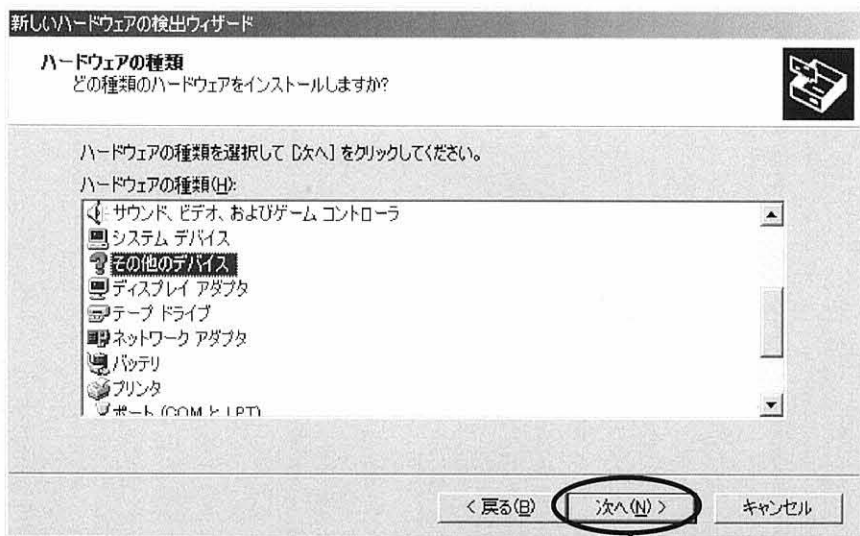 新しいハードウェアの検出ウィザード
ハードウェアの種類
どの種類のハードウェアをインストールしますか?
ハードウェアの種類を選択して [次へ] をクリックしてください。
ハードウェアの種類(H):
サウンド、ビデオ、およびゲーム コントローラ
システム デバイス
その他のデバイス
ディスプレイ アダプタ
テープ ドライブ
ネットワーク アダプタ
バッテリ
プリンタ
ポート (COM と LPT)
< 戻る(B)
次へ(N) >
キャンセル